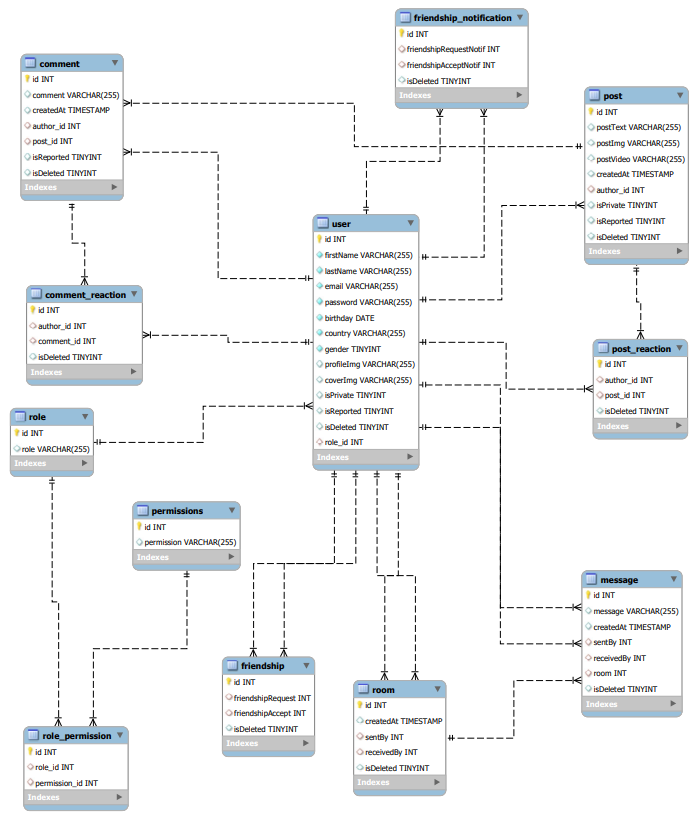 friendship_notification
id INT
friendshipRequestNotif INT
friendshipAcceptNotif INT
isDeleted TINYINT
Indexes
comment
id INT
comment VARCHAR(255)
createdAt TIMESTAMP
author_id INT
post_id INT
isReported TINYINT
isDeleted TINYINT
Indexes
post
id INT
postText VARCHAR(255)
postImg VARCHAR(255)
postVideo VARCHAR(255)
createdAt TIMESTAMP
author_id INT
isPrivate TINYINT
isReported TINYINT
isDeleted TINYINT
Indexes
user
id INT
firstName VARCHAR(255)
lastName VARCHAR(255)
email VARCHAR(255)
password VARCHAR(255)
birthday DATE
country VARCHAR(255)
gender TINYINT
profileImg VARCHAR(255)
coverImg VARCHAR(255)
isPrivate TINYINT
isReported TINYINT
isDeleted TINYINT
role_id INT
Indexes
comment_reaction
id INT
author_id INT
comment_id INT
isDeleted TINYINT
Indexes
post_reaction
id INT
author_id INT
post_id INT
isDeleted TINYINT
Indexes
role
id INT
role VARCHAR(255)
Indexes
permissions
id INT
permission VARCHAR(255)
Indexes
message
id INT
message VARCHAR(255)
createdAt TIMESTAMP
sentBy INT
receivedBy INT
room INT
isDeleted TINYINT
Indexes
friendship
id INT
friendshipRequest INT
friendshipAccept INT
isDeleted TINYINT
Indexes
room
id INT
createdAt TIMESTAMP
sentBy INT
receivedBy INT
isDeleted TINYINT
Indexes
role_permission
id INT
role_id INT
permission_id INT
Indexes